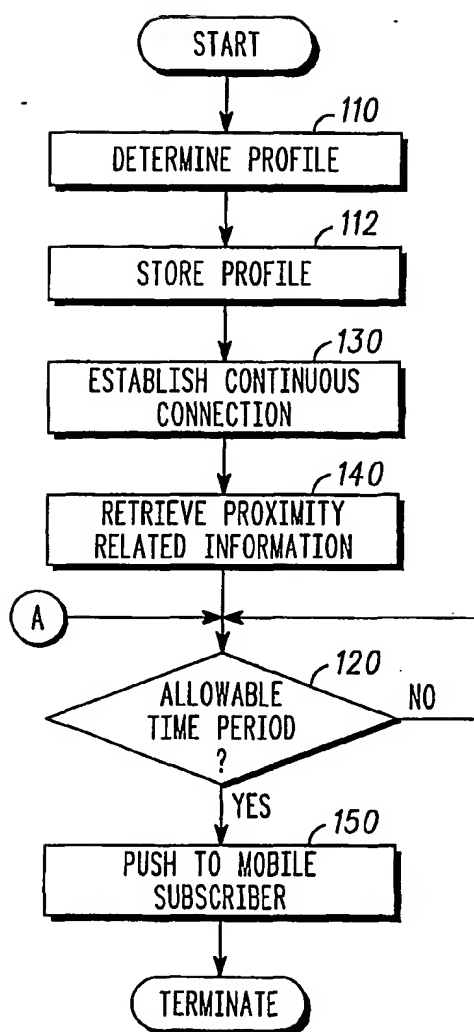 START
110
DETERMINE PROFILE
112
STORE PROFILE
130
ESTABLISH CONTINUOUS
CONNECTION
140
RETRIEVE PROXIMITY
RELATED INFORMATION
A
120
ALLOWABLE
TIME PERIOD
?
NO
YES
150
PUSH TO MOBILE
SUBSCRIBER
TERMINATE